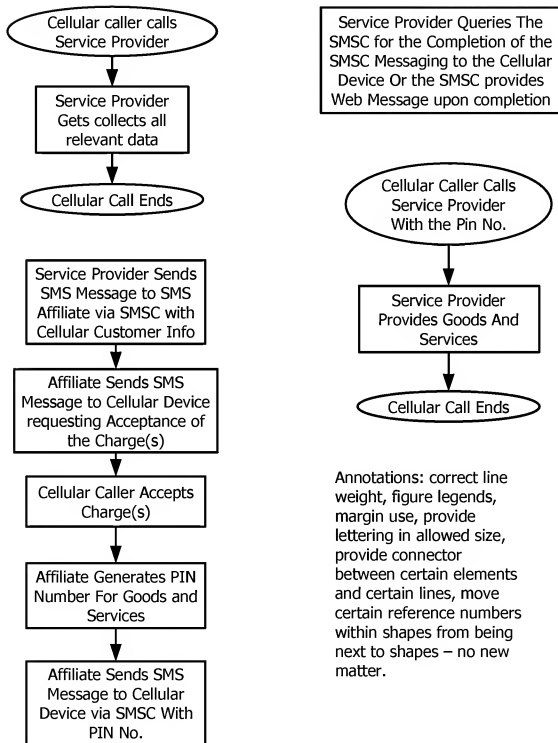 Cellular caller calls
Service Provider
Service Provider
Gets collects all
relevant data
Cellular Call Ends
Service Provider Sends
SMS Message to SMS
Affiliate via SMSC with
Cellular Customer Info
Affiliate Sends SMS
Message to Cellular Device
requesting Acceptance of
the Charge(s)
Cellular Caller Accepts
Charge(s)
Affiliate Generates PIN
Number For Goods and
Services
Affiliate Sends SMS
Message to Cellular
Device via SMSC With
PIN No.
Service Provider Queries The
SMSC for the Completion of the
SMSC Messaging to the Cellular
Device Or the SMSC provides
Web Message upon completion
Cellular Caller Calls
Service Provider
With the Pin No.
Service Provider
Provides Goods And
Services
Cellular Call Ends
Annotations: correct line
weight, figure legends,
margin use, provide
lettering in allowed size,
provide connector
between certain elements
and certain lines, move
certain reference numbers
within shapes from being
next to shapes – no new
matter.